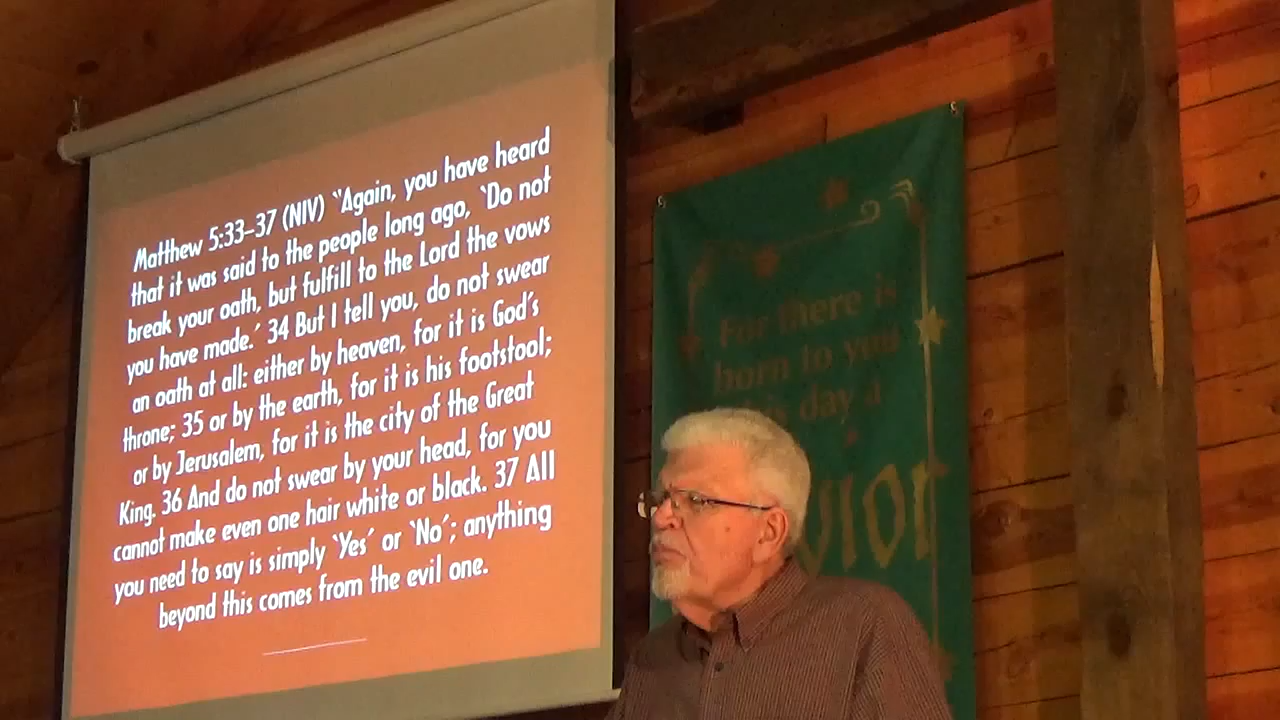 Matthew 5:33-37 (NIV) "Again, you have heard
that it was said to the people long ago, 'Do not
break your oath, but fulfill to the Lord the vows
you have made.' 34 But I tell you, do not swear
an oath at all: either by heaven, for it is God's
throne; 35 or by the earth, for it is his footstool;
or by Jerusalem, for it is the city of the Great
King. 36 And do not swear by your head, for you
cannot make even one hair white or black. 37 All
you need to say is simply 'Yes' or 'No'; anything
beyond this comes from the evil one.
For there is
born to you
this day a